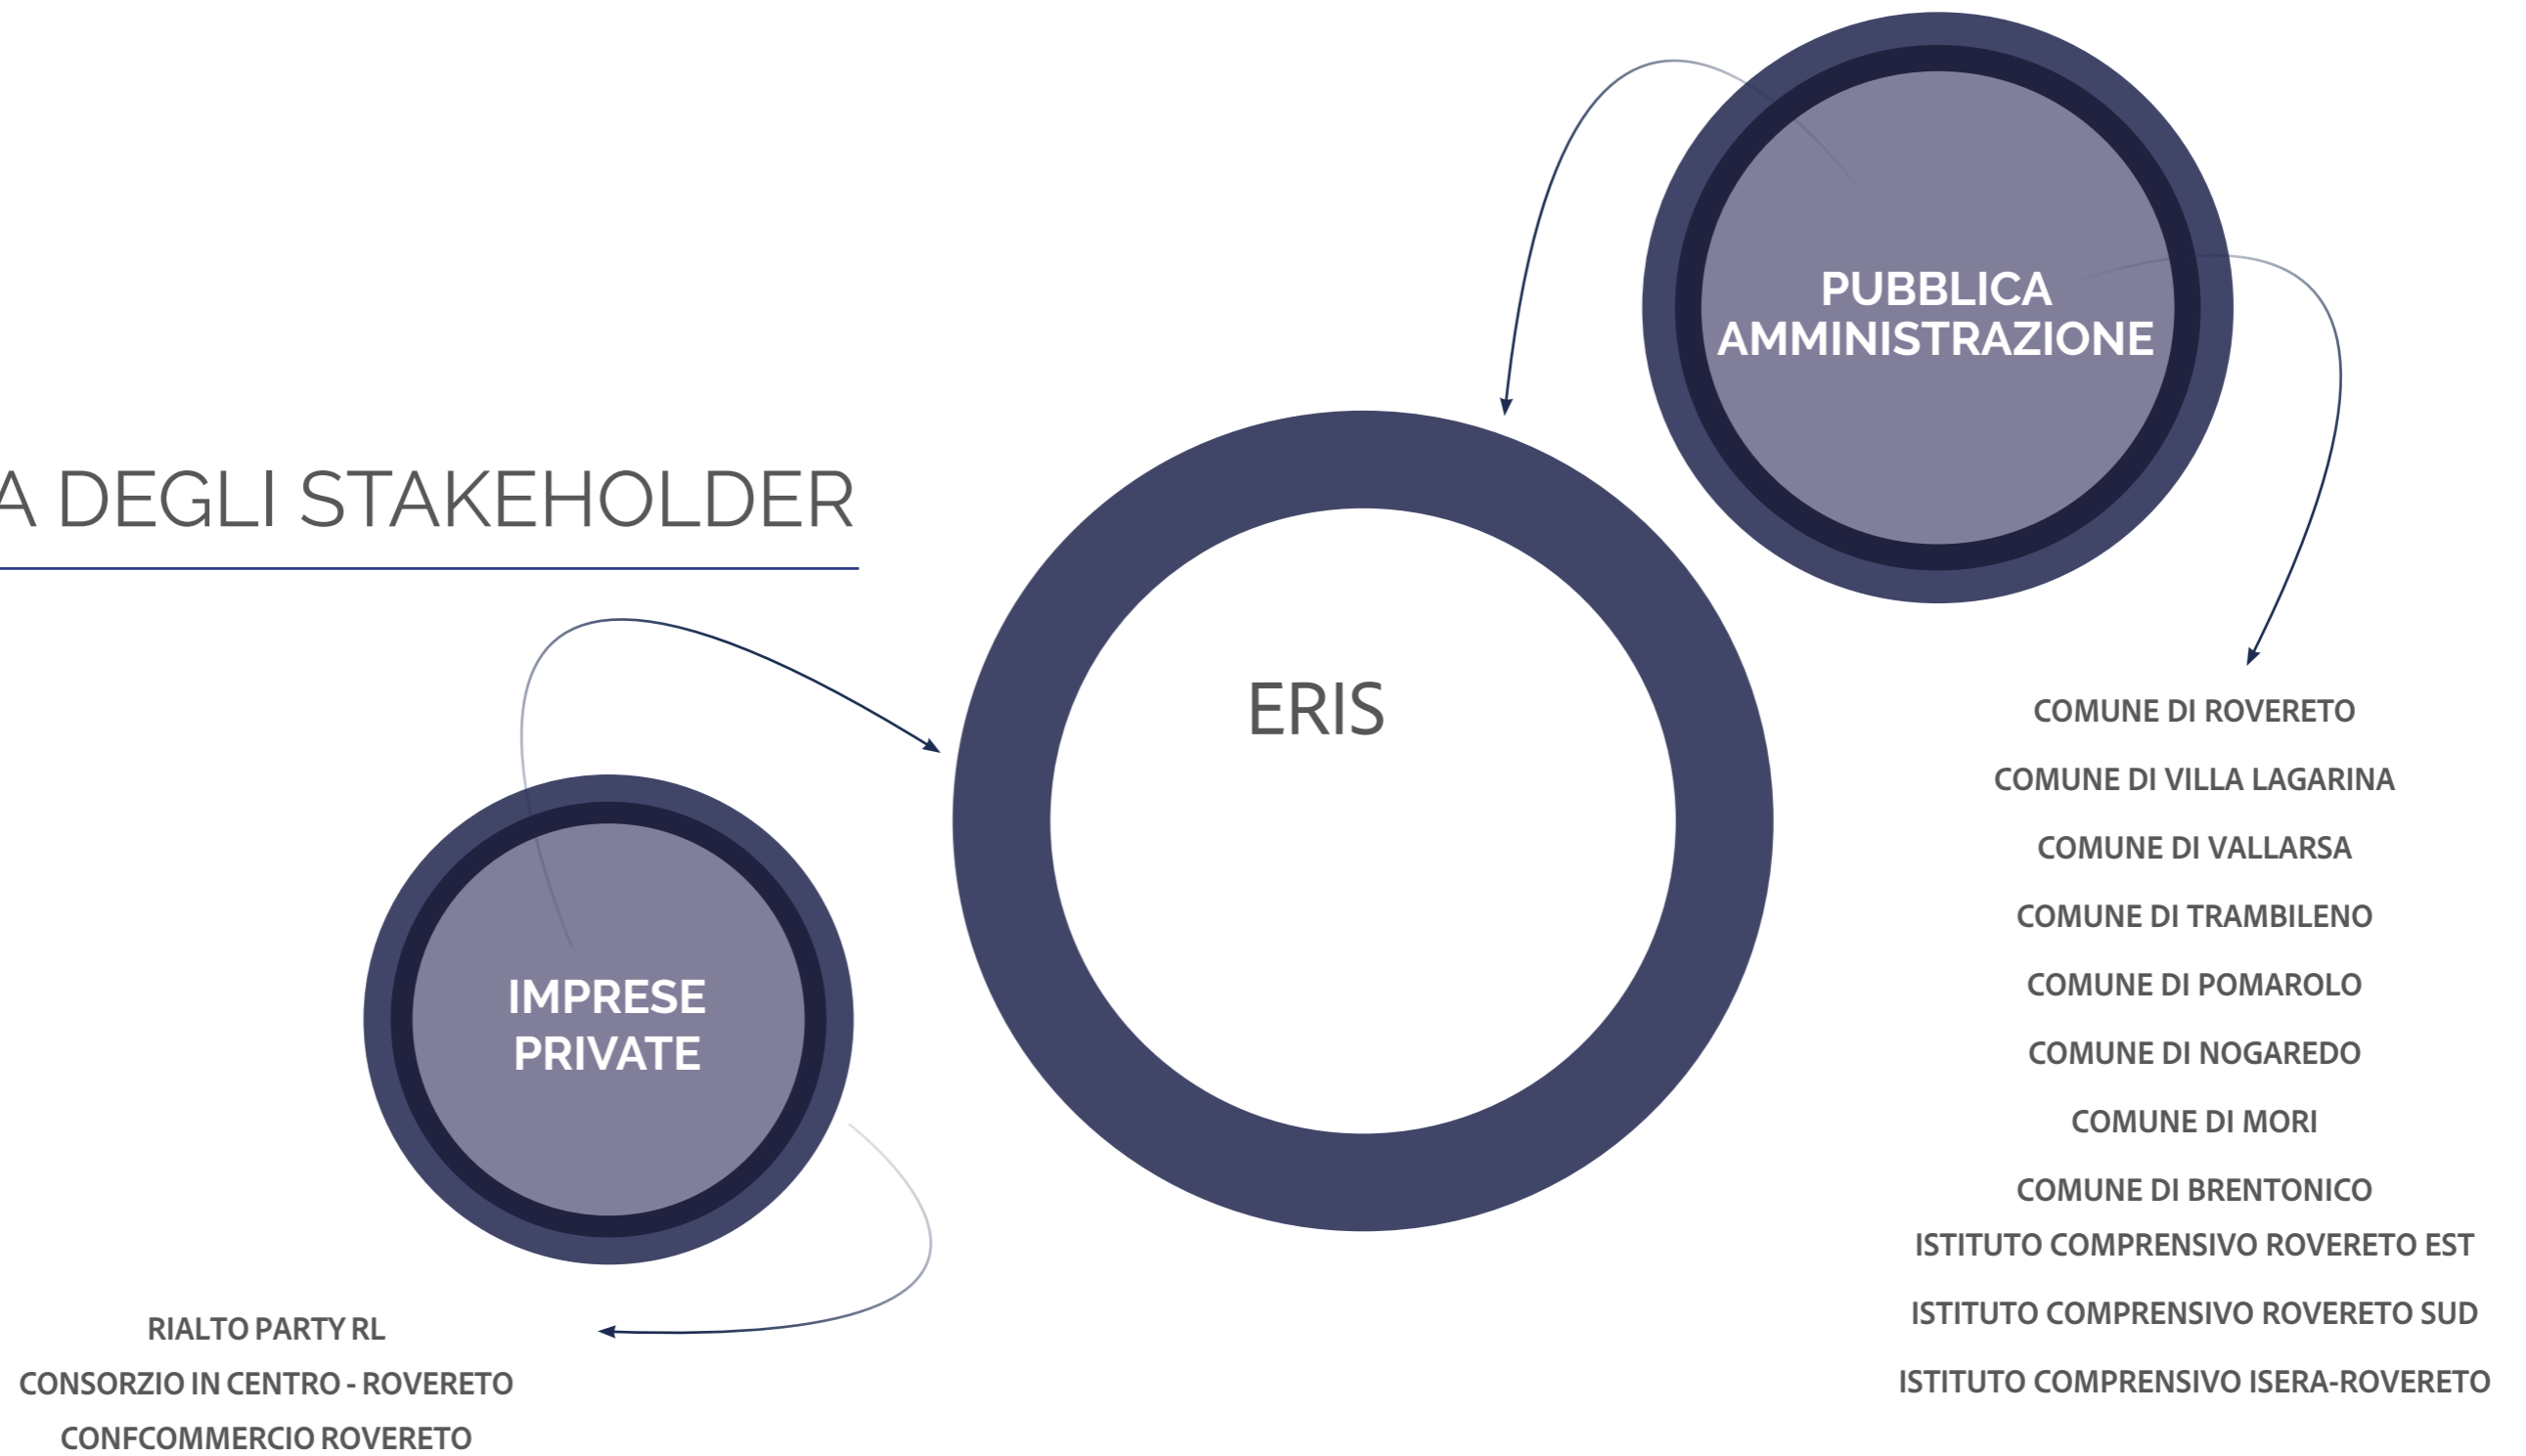 PUBBLICA
AMMINISTRAZIONE
A DEGLI STAKEHOLDER
ERIS
IMPRESE
PRIVATE
COMUNE DI ROVERETO
COMUNE DI VILLA LAGARINA
COMUNE DI VALLARSA
COMUNE DI TRAMBILENO
COMUNE DI POMAROLO
COMUNE DI NOGAREDO
COMUNE DI MORI
COMUNE DI BRENTONICO
ISTITUTO COMPRENSIVO ROVERETO EST
ISTITUTO COMPRENSIVO ROVERETO SUD
ISTITUTO COMPRENSIVO ISERA-ROVERETO
RIALTO PARTY RL
CONSORZIO IN CENTRO - ROVERETO
CONFCOMMERCIO ROVERETO